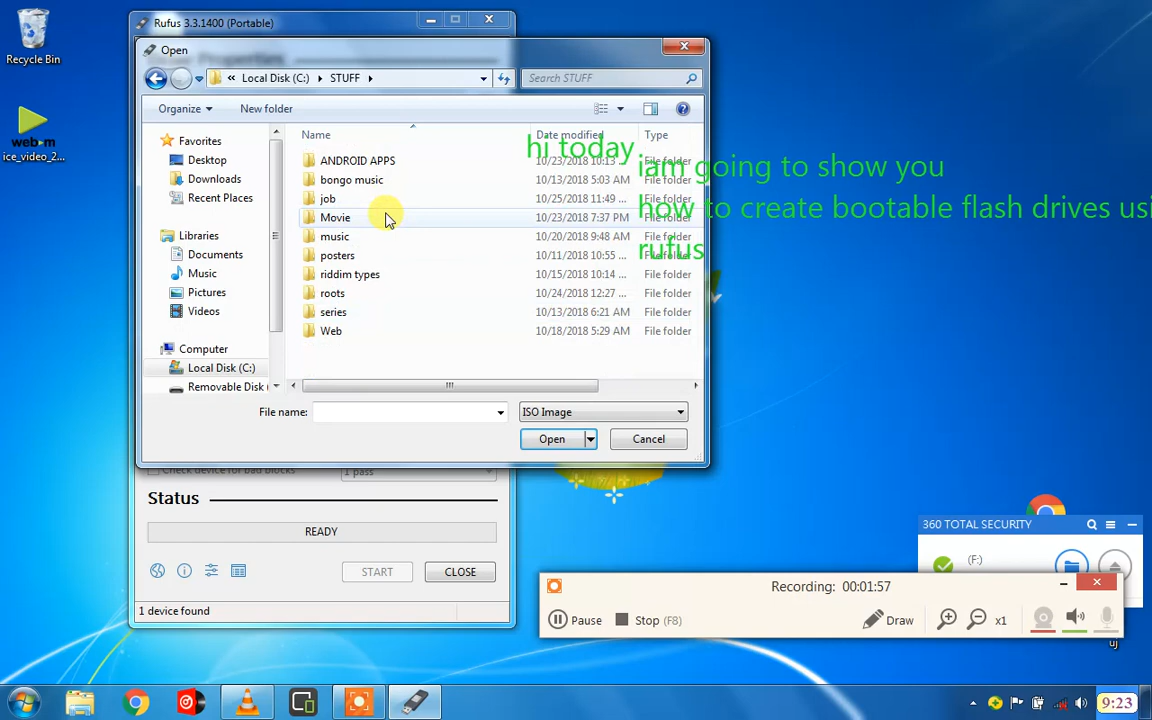 Rufus 3.3.1400 (Portable)
Recycle Bin
Open
« Local Disk (C:) ▸ STUFF ▸
Search STUFF
Organize
New folder
Name
Date modified
Type
Favorites
Desktop
Downloads
Recent Places
Libraries
Documents
Music
Pictures
Videos
Computer
Local Disk (C:)
Removable Disk (
ANDROID APPS 10/23/2018 10:13 ... File folder
bongo music 10/13/2018 5:03 AM File folder
job 10/25/2018 11:49 ... File folder
Movie 10/23/2018 7:37 PM File folder
music 10/20/2018 9:48 AM File folder
posters 10/11/2018 10:55 ... File folder
riddim types 10/15/2018 10:14 ... File folder
roots 10/24/2018 12:27 ... File folder
series 10/13/2018 6:21 AM File folder
Web 10/18/2018 5:29 AM File folder
hi today
iam going to show you
how to create bootable flash drives usi
rufus
webm
ice_video_2...
File name:
ISO Image
Open
Cancel
Check device for bad blocks
1 pass
Status
READY
START
CLOSE
1 device found
360 TOTAL SECURITY
(F:)
Recording: 00:01:57
Pause
Stop (F8)
Draw
x1
uj
9:23